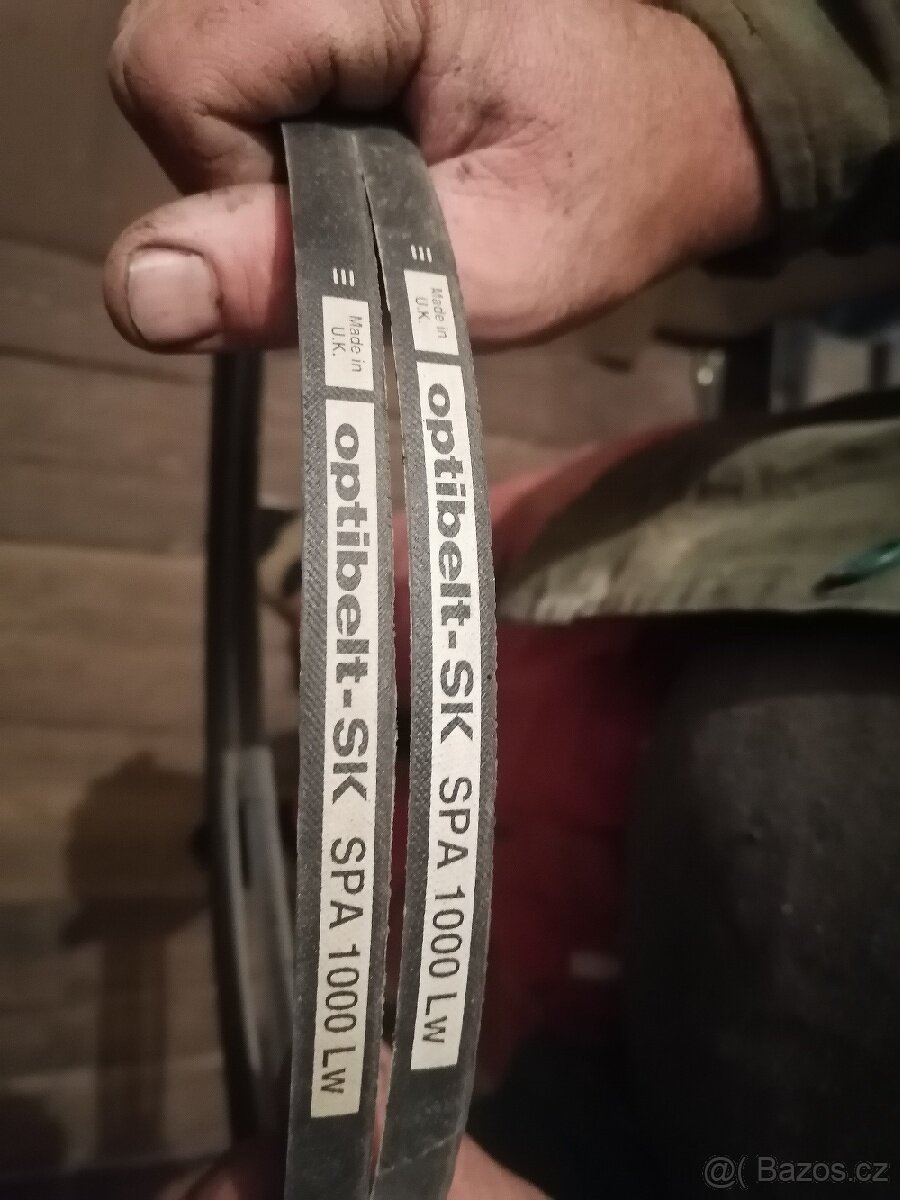 Made in
U.K.
optibelt-SK SPA 1000 Lw
Made in
U.K.
optibelt-SK SPA 1000 Lw
@( Bazos.cz